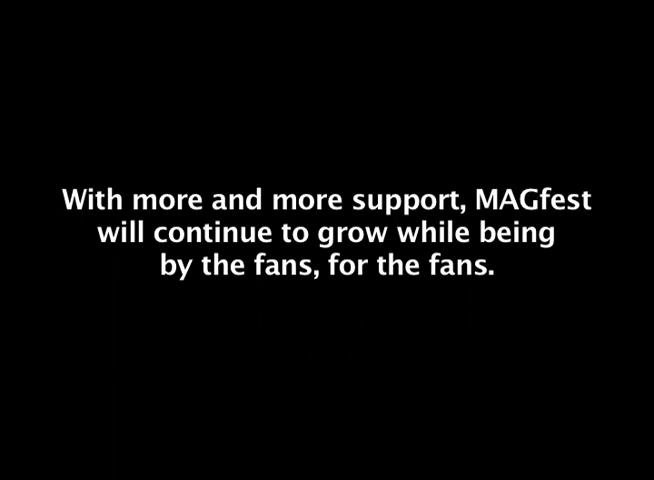 With more and more support, MAGfest
will continue to grow while being
by the fans, for the fans.